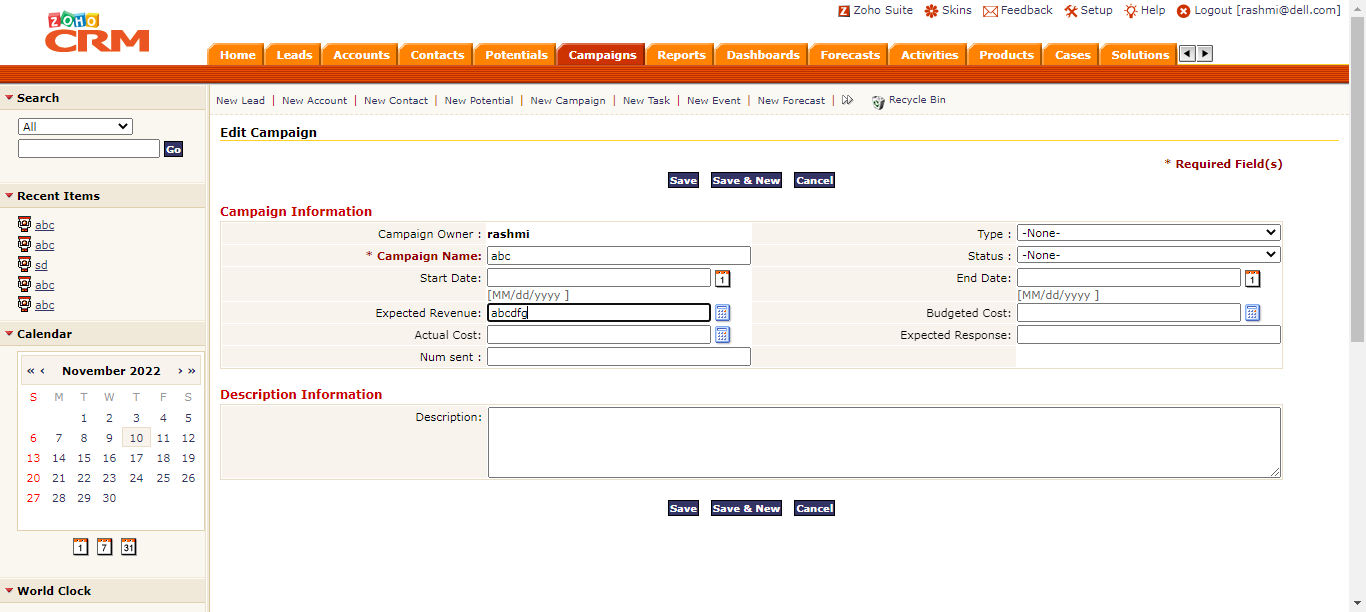 ZOHO
CRM
Zoho Suite Skins Feedback Setup Help Logout [rashmi@dell.com]
Home Leads Accounts Contacts Potentials Campaigns Reports Dashboards Forecasts Activities Products Cases Solutions
Search
All
Go
Recent Items
abc
abc
sd
abc
abc
Calendar
« ‹ November 2022 › »
S M T W T F S
1 2 3 4 5
6 7 8 9 10 11 12
13 14 15 16 17 18 19
20 21 22 23 24 25 26
27 28 29 30
1 7 31
World Clock
New Lead | New Account | New Contact | New Potential | New Campaign | New Task | New Event | New Forecast | Recycle Bin
Edit Campaign
* Required Field(s)
Save Save & New Cancel
Campaign Information
Campaign Owner : rashmi Type : -None-
* Campaign Name: abc Status : -None-
Start Date: 1 End Date: 1
[MM/dd/yyyy ] [MM/dd/yyyy ]
Expected Revenue: abcdfg Budgeted Cost:
Actual Cost: Expected Response:
Num sent :
Description Information
Description:
Save Save & New Cancel